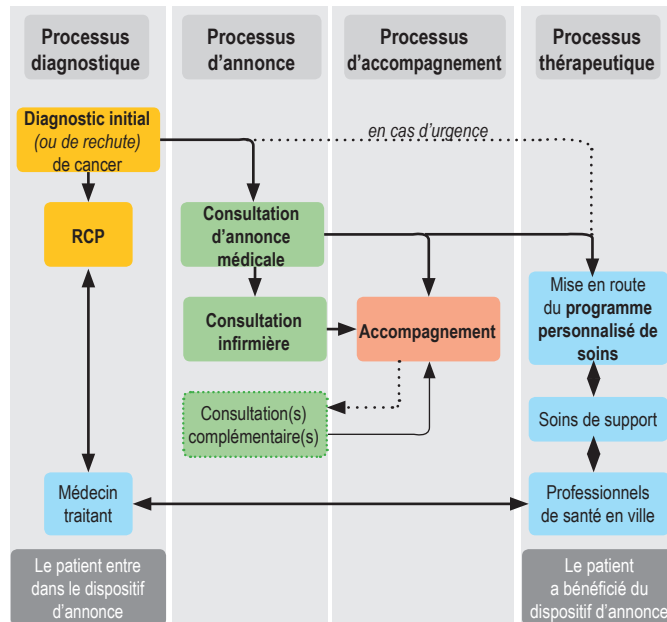 Processus
diagnostique
Processus
d'annonce
Processus
d'accompagnement
Processus
thérapeutique
Diagnostic initial
(ou de rechute)
de cancer
en cas d'urgence
RCP
Consultation
d'annonce
médicale
Consultation
infirmière
Accompagnement
Mise en route
du programme
personnalisé de
soins
Consultation(s)
complémentaire(s)
Soins de support
Médecin
traitant
Professionnels
de santé en ville
Le patient entre
dans le dispositif
d'annonce
Le patient
a bénéficié du
dispositif d'annonce